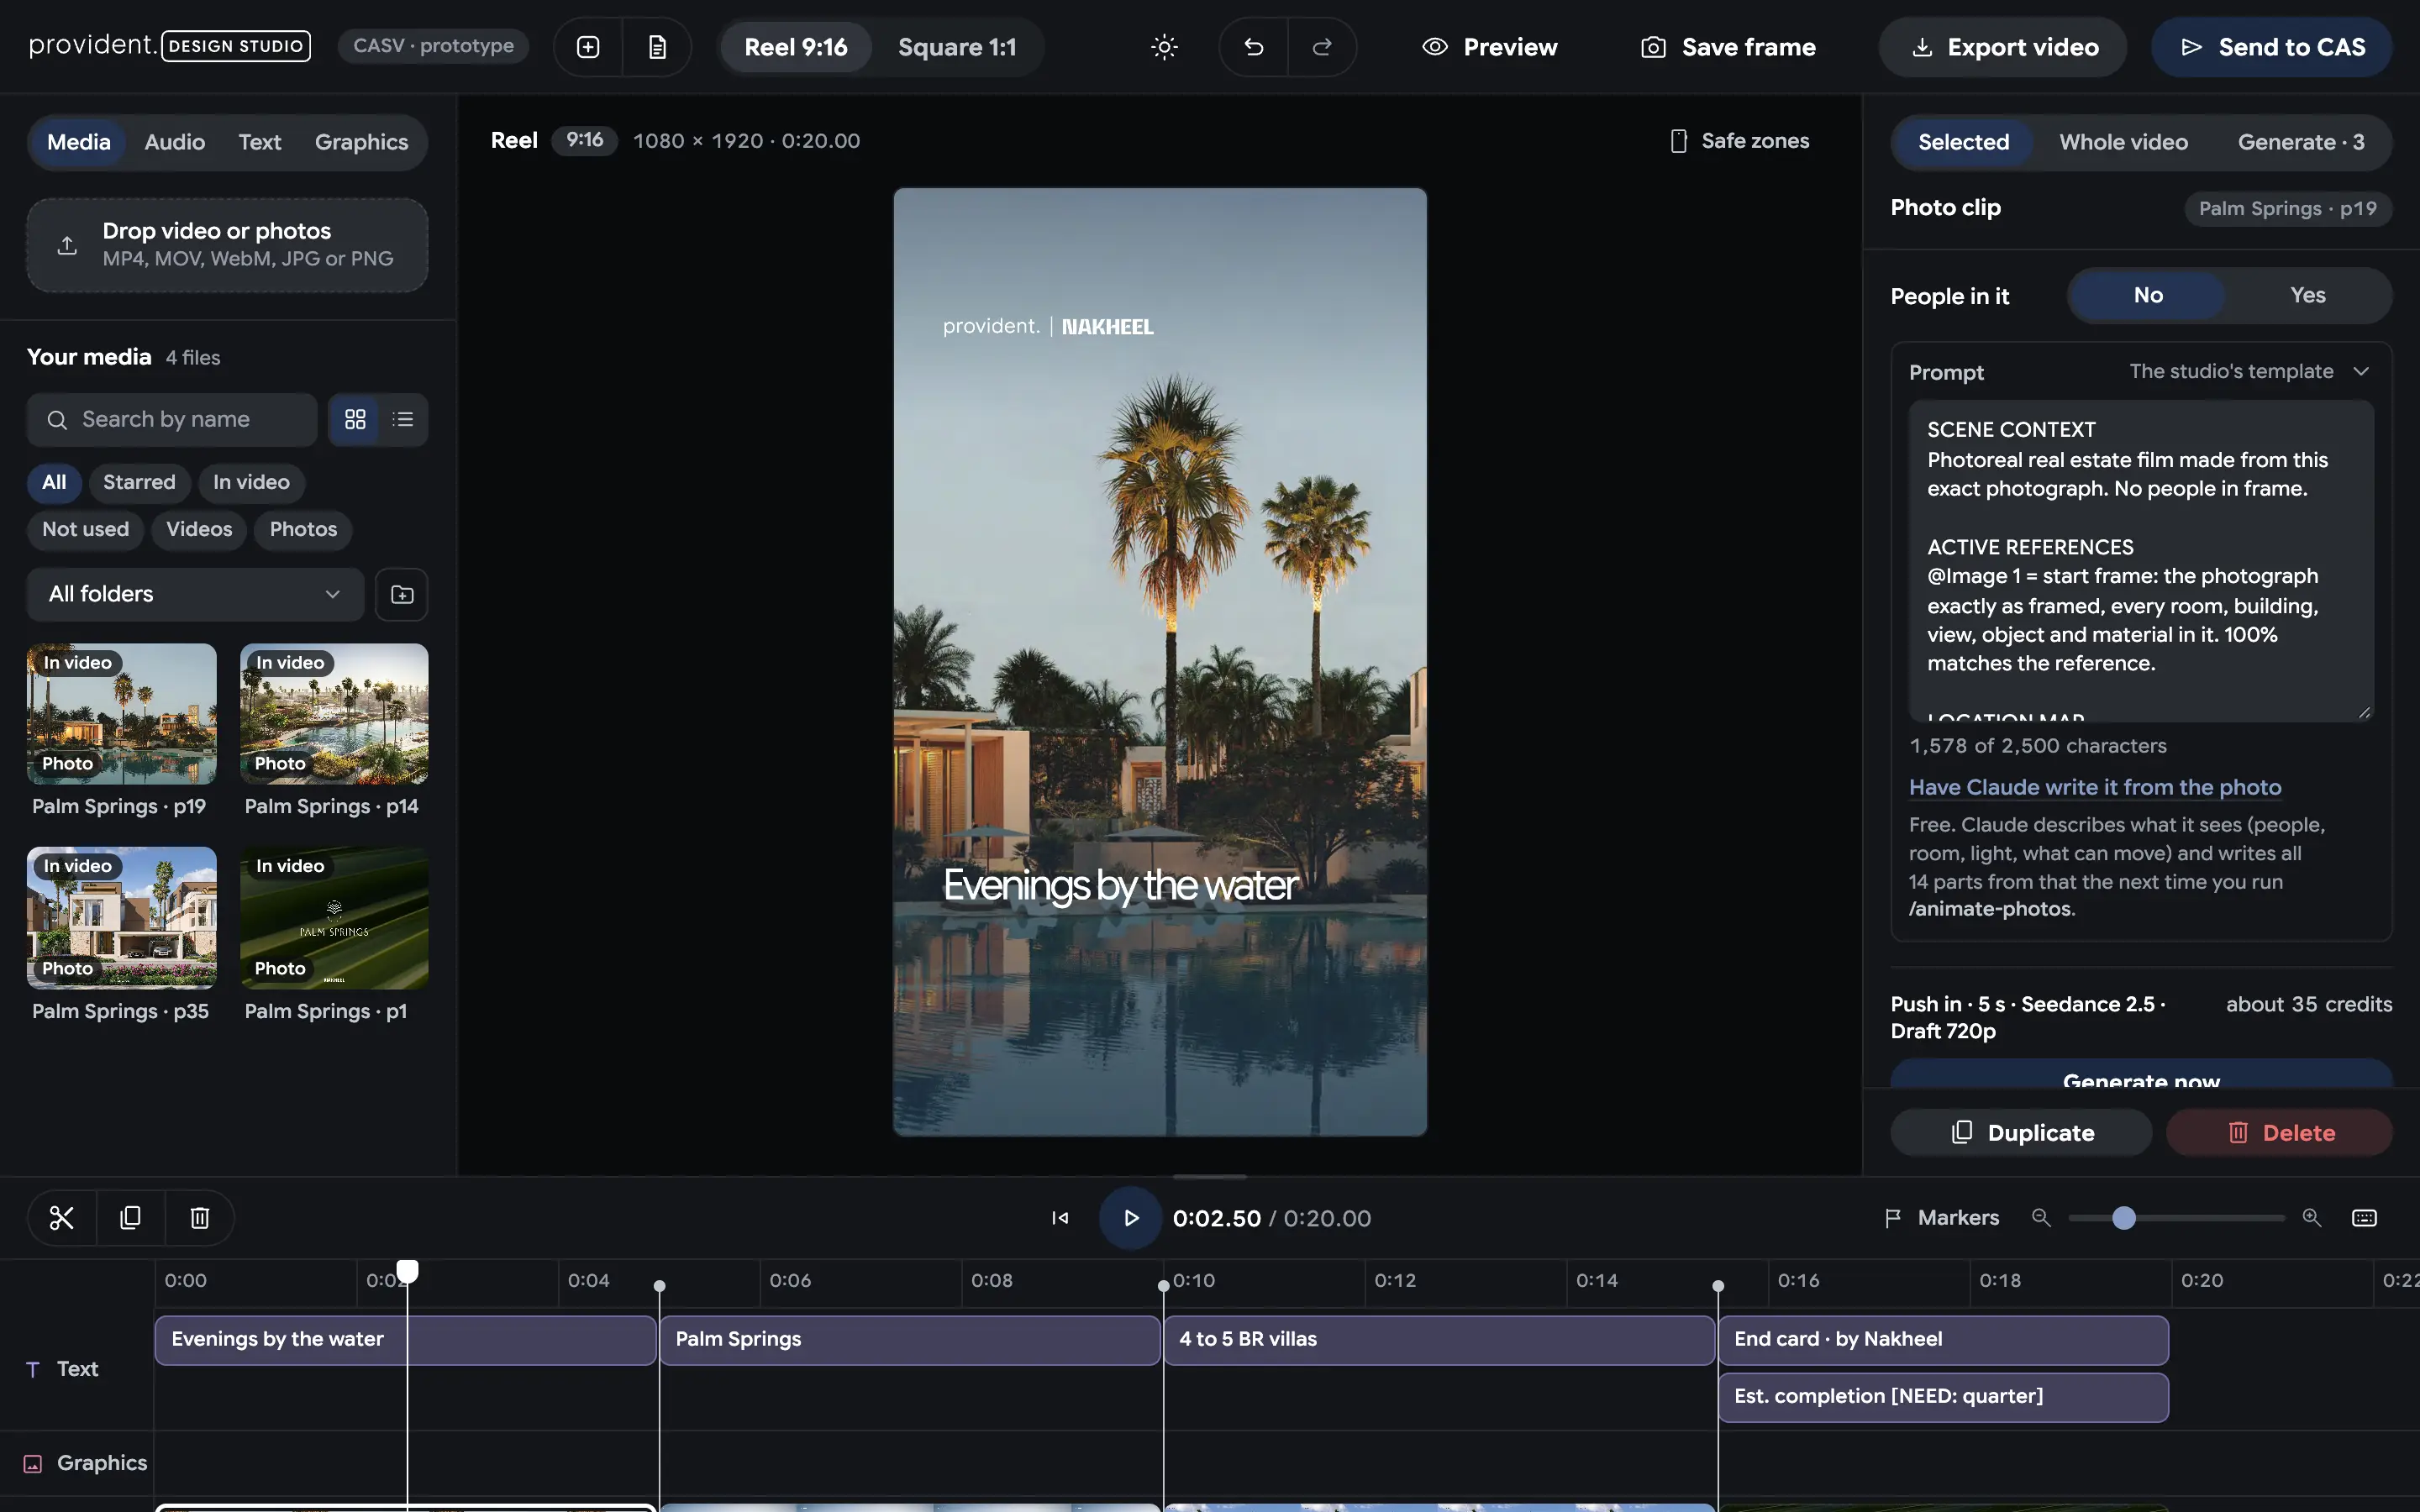 provident. DESIGN STUDIO
CASV · prototype
Reel 9:16
Square 1:1
Preview
Save frame
Export video
Send to CAS
Media
Audio
Text
Graphics
Drop video or photos
MP4, MOV, WebM, JPG or PNG
Your media 4 files
Search by name
All
Starred
In video
Not used
Videos
Photos
All folders
In video
Photo
Palm Springs · p19
In video
Photo
Palm Springs · p14
In video
Photo
Palm Springs · p35
In video
PALM SPRINGS
NAKHEEL
Photo
Palm Springs · p1
Reel 9:16 1080 × 1920 · 0:20.00
Safe zones
provident. | NAKHEEL
Evenings by the water
Selected
Whole video
Generate · 3
Photo clip
Palm Springs · p19
People in it
No
Yes
Prompt
The studio's template
SCENE CONTEXT
Photoreal real estate film made from this
exact photograph. No people in frame.
ACTIVE REFERENCES
@Image 1 = start frame: the photograph
exactly as framed, every room, building,
view, object and material in it. 100%
matches the reference.
LOCATION MAP
1,578 of 2,500 characters
Have Claude write it from the photo
Free. Claude describes what it sees (people,
room, light, what can move) and writes all
14 parts from that the next time you run
/animate-photos.
Push in · 5 s · Seedance 2.5 ·
Draft 720p
about 35 credits
Generate now
Duplicate
Delete
0:02.50 / 0:20.00
Markers
0:00
0:02
0:04
0:06
0:08
0:10
0:12
0:14
0:16
0:18
0:20
0:22
Text
Evenings by the water
Palm Springs
4 to 5 BR villas
End card · by Nakheel
Est. completion [NEED: quarter]
Graphics